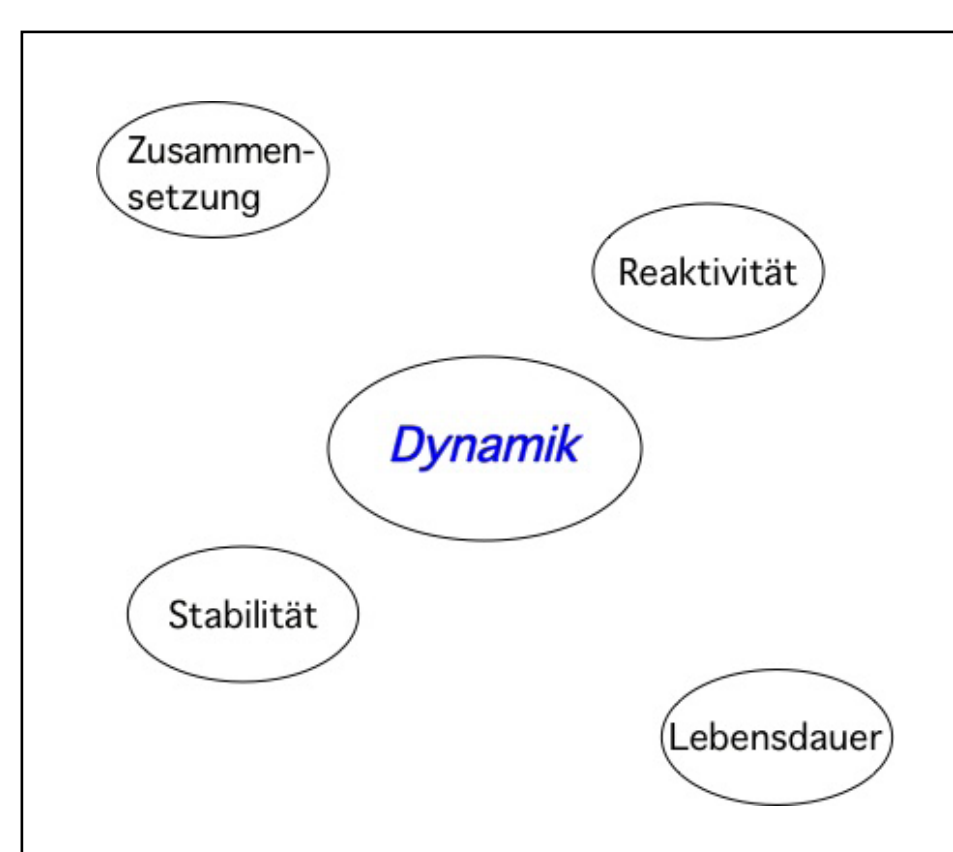 Zusammen-
setzung
Reaktivität
Dynamik
Stabilität
Lebensdauer